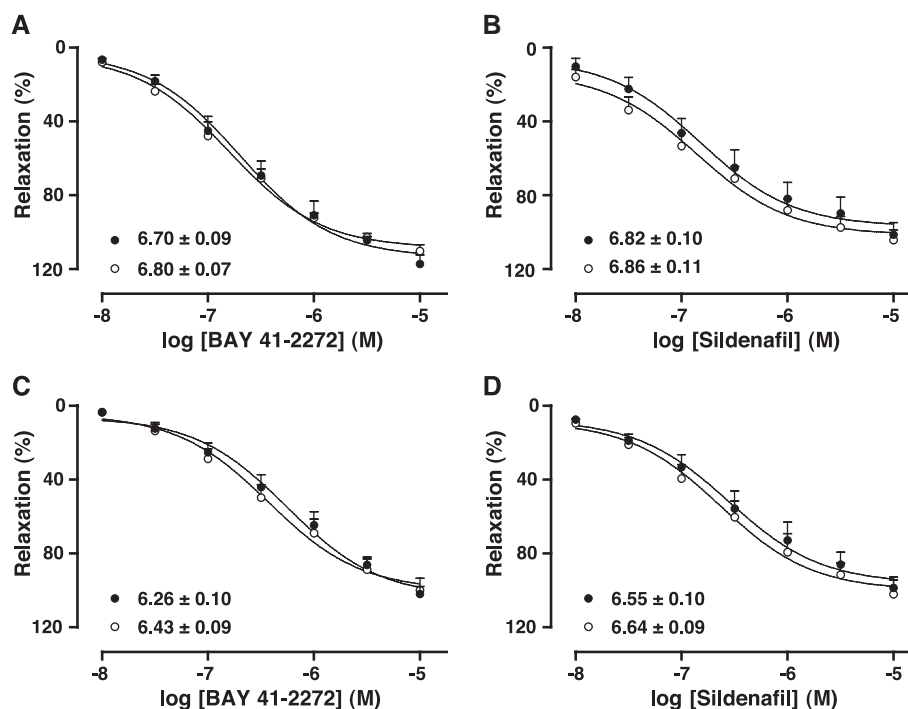 A
0
40
80
120
Relaxation (%)
● 6.70 ± 0.09
○ 6.80 ± 0.07
-8 -7 -6 -5
log [BAY 41-2272] (M)
B
0
40
80
120
Relaxation (%)
● 6.82 ± 0.10
○ 6.86 ± 0.11
-8 -7 -6 -5
log [Sildenafil] (M)
C
0
40
80
120
Relaxation (%)
● 6.26 ± 0.10
○ 6.43 ± 0.09
-8 -7 -6 -5
log [BAY 41-2272] (M)
D
0
40
80
120
Relaxation (%)
● 6.55 ± 0.10
○ 6.64 ± 0.09
-8 -7 -6 -5
log [Sildenafil] (M)